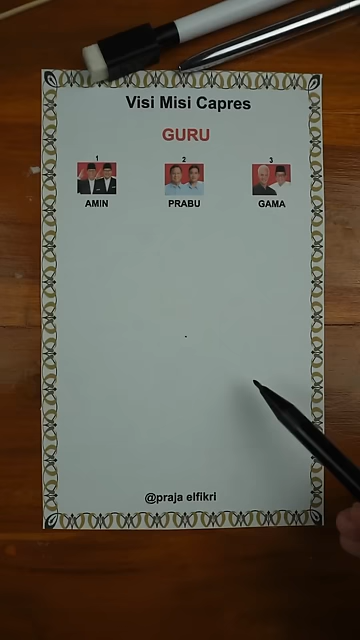 Visi Misi Capres
GURU
1 2 3
AMIN PRABU GAMA
@praja elfikri